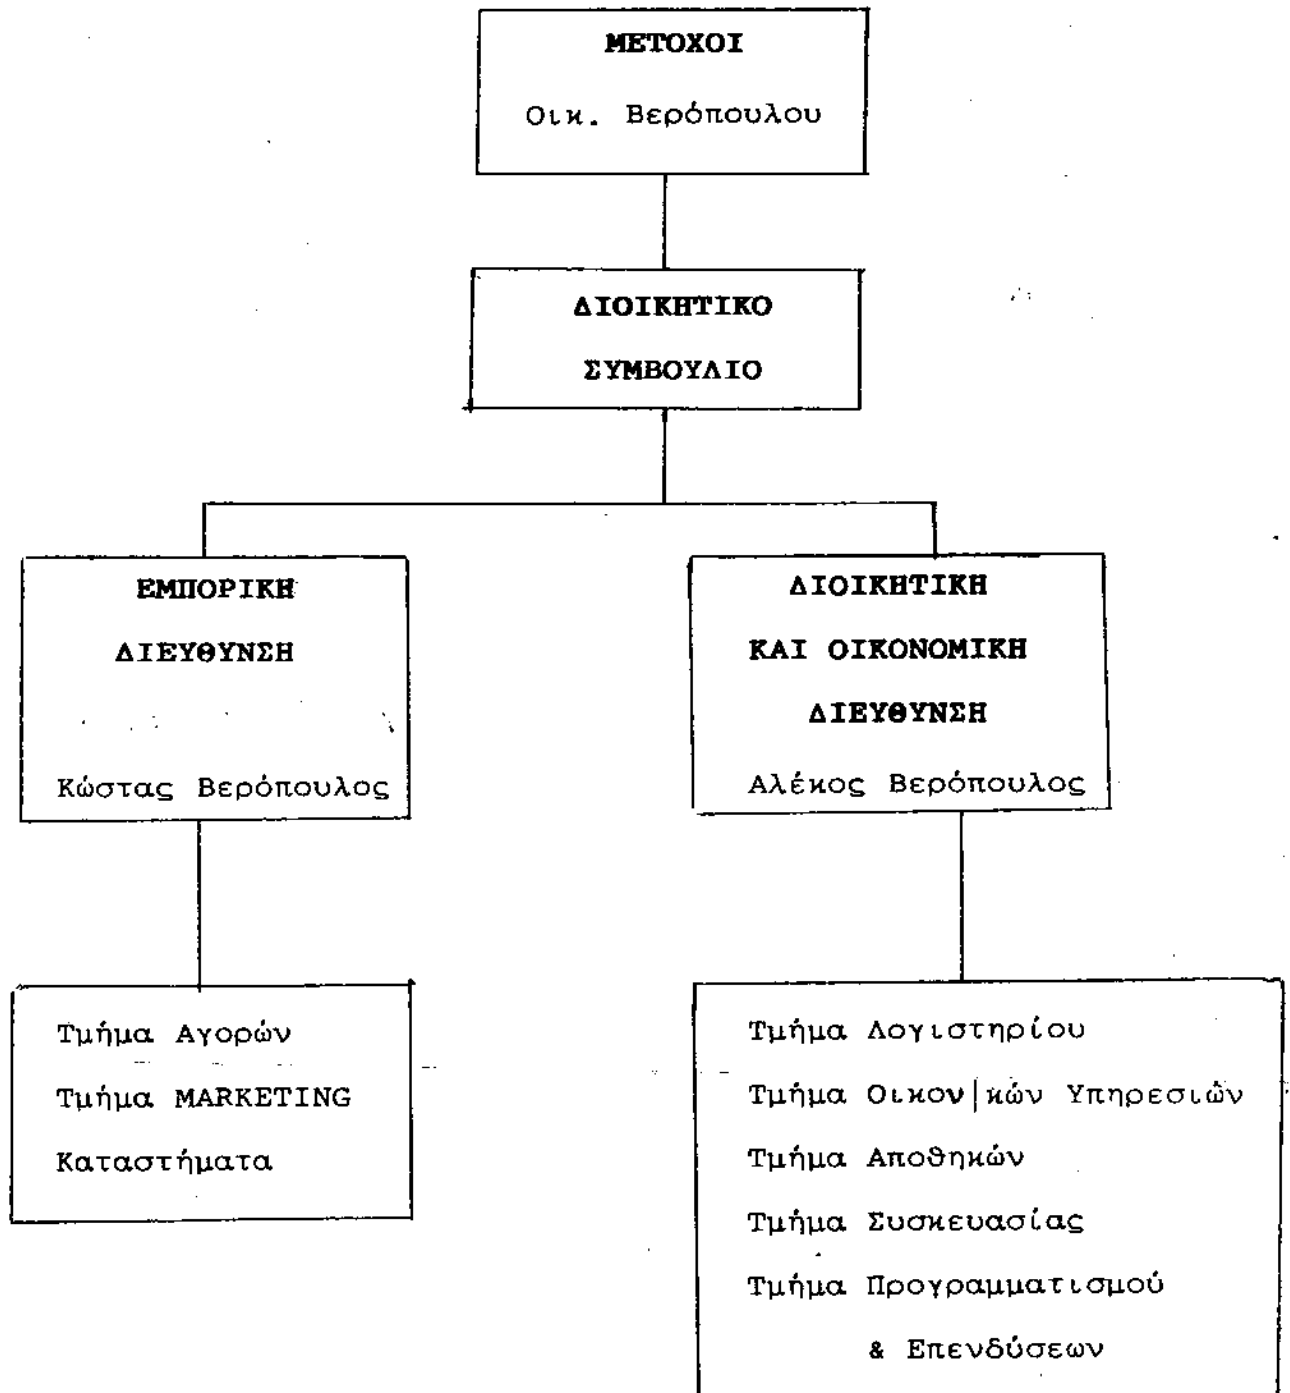 ΜΕΤΟΧΟΙ
Οικ. Βερόπουλου
ΔΙΟΙΚΗΤΙΚΟ
ΣΥΜΒΟΥΛΙΟ
ΕΜΠΟΡΙΚΗ
ΔΙΕΥΘΥΝΣΗ
Κώστας Βερόπουλος
ΔΙΟΙΚΗΤΙΚΗ
ΚΑΙ ΟΙΚΟΝΟΜΙΚΗ
ΔΙΕΥΘΥΝΣΗ
Αλέκος Βερόπουλος
Τμήμα Αγορών
Τμήμα MARKETING
Καταστήματα
Τμήμα Λογιστηρίου
Τμήμα Οικον|κών Υπηρεσιών
Τμήμα Αποθηκών
Τμήμα Συσκευασίας
Τμήμα Προγραμματισμού
& Επενδύσεων